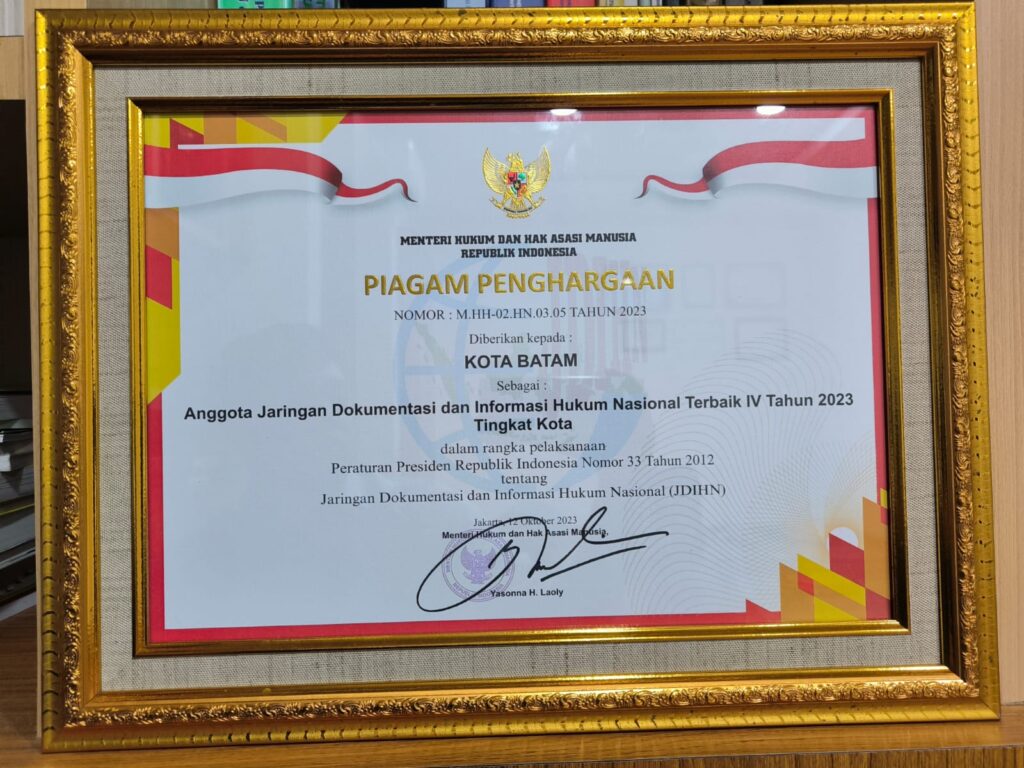 MENTERI HUKUM DAN HAK ASASI MANUSIA
REPUBLIK INDONESIA
PIAGAM PENGHARGAAN
NOMOR : M.HH-02.HN.03.05 TAHUN 2023
Diberikan kepada :
KOTA BATAM
Sebagai :
Anggota Jaringan Dokumentasi dan Informasi Hukum Nasional Terbaik IV Tahun 2023
Tingkat Kota
dalam rangka pelaksanaan
Peraturan Presiden Republik Indonesia Nomor 33 Tahun 2012
tentang
Jaringan Dokumentasi dan Informasi Hukum Nasional (JDIHN)
Jakarta, 12 Oktober 2023
Menteri Hukum dan Hak Asasi Manusia,
Yasonna H. Laoly